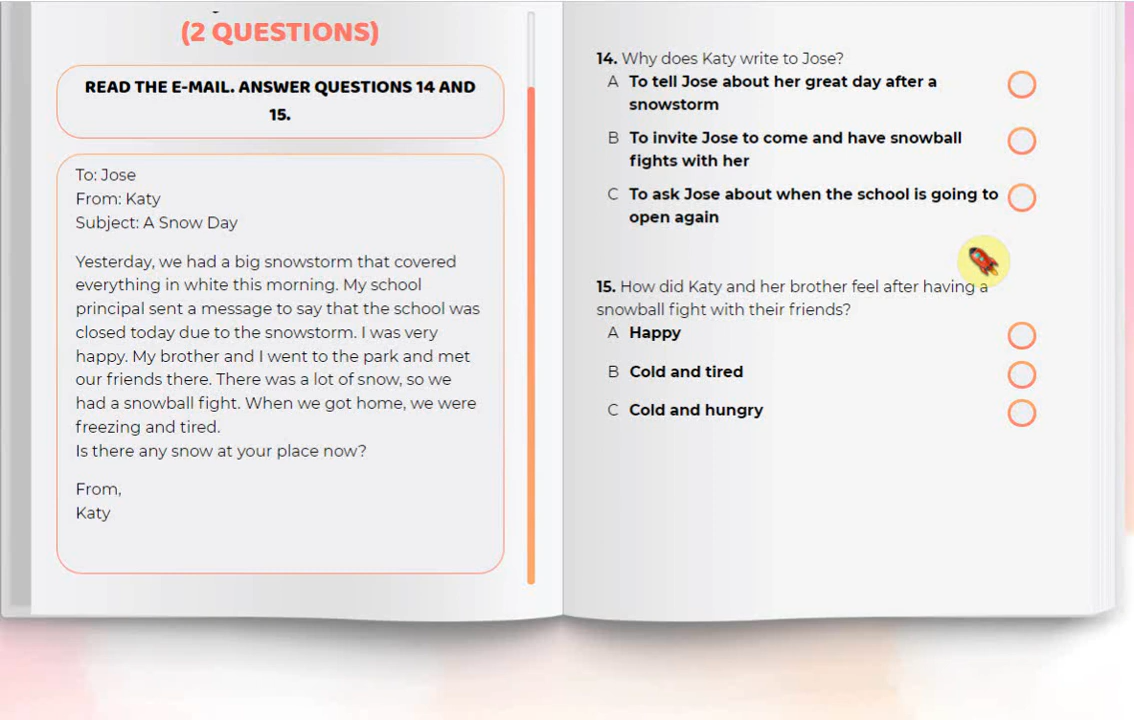 (2 QUESTIONS)
READ THE E-MAIL. ANSWER QUESTIONS 14 AND
15.
To: Jose
From: Katy
Subject: A Snow Day
Yesterday, we had a big snowstorm that covered
everything in white this morning. My school
principal sent a message to say that the school was
closed today due to the snowstorm. I was very
happy. My brother and I went to the park and met
our friends there. There was a lot of snow, so we
had a snowball fight. When we got home, we were
freezing and tired.
Is there any snow at your place now?
From,
Katy
14. Why does Katy write to Jose?
A To tell Jose about her great day after a
snowstorm
B To invite Jose to come and have snowball
fights with her
C To ask Jose about when the school is going to
open again
15. How did Katy and her brother feel after having a
snowball fight with their friends?
A Happy
B Cold and tired
C Cold and hungry